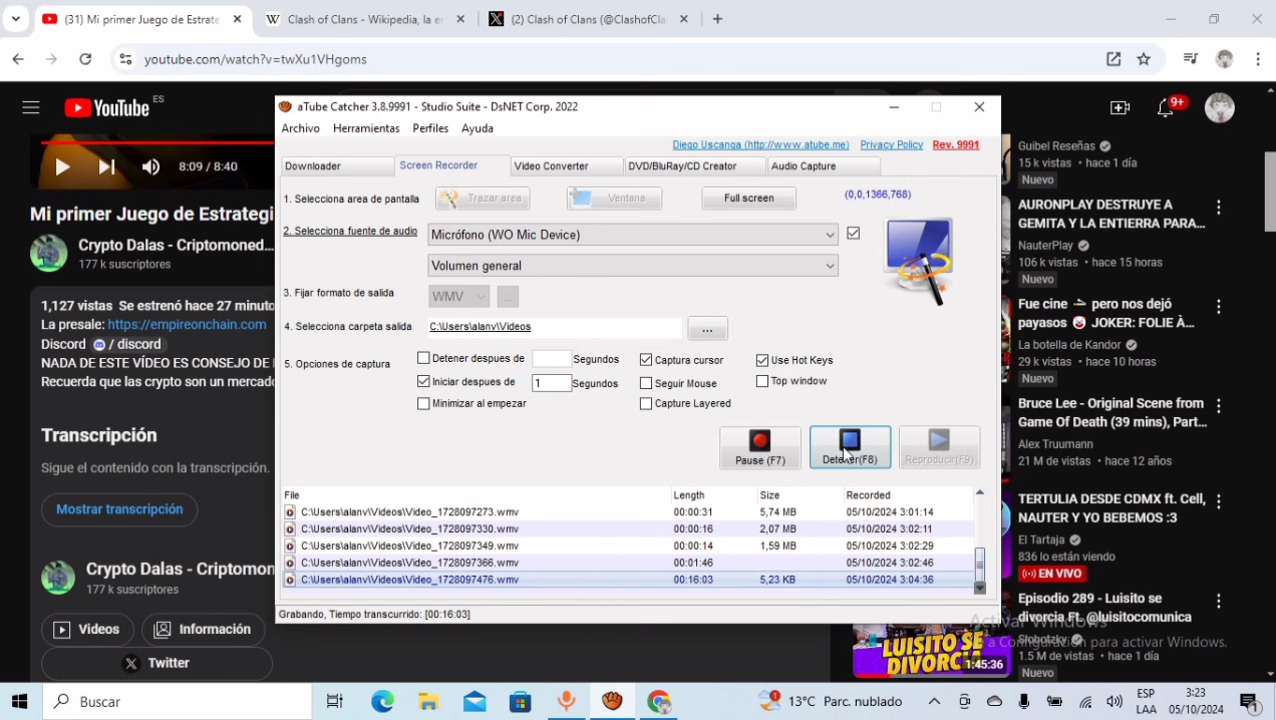 (31) Mi primer Juego de Estrate
Clash of Clans - Wikipedia, la e
(2) Clash of Clans (@ClashofCla
youtube.com/watch?v=twXu1VHgoms
YouTube ES
9+
8:09 / 8:40
Mi primer Juego de Estrategi
Crypto Dalas - Criptomoned...
177 k suscriptores
1,127 vistas Se estrenó hace 27 minuto
La presale: https://empireonchain.com
Discord / discord
NADA DE ESTE VÍDEO ES CONSEJO DE
Recuerda que las crypto son un mercad
Transcripción
Sigue el contenido con la transcripción.
Mostrar transcripción
Crypto Dalas - Criptomon
177 k suscriptores
Videos
Información
Twitter
aTube Catcher 3.8.9991 - Studio Suite - DsNET Corp. 2022
Archivo Herramientas Perfiles Ayuda
Diego Uscanga (http://www.atube.me) Privacy Policy Rev. 9991
Downloader Screen Recorder Video Converter DVD/BluRay/CD Creator Audio Capture
1. Selecciona area de pantalla Trazar area Ventana Full screen (0,0,1366,768)
2. Selecciona fuente de audio Micrófono (WO Mic Device)
Volumen general
3. Fijar formato de salida WMV ...
4. Selecciona carpeta salida C:\Users\alanv\Videos ...
5. Opciones de captura
Detener despues de Segundos Captura cursor Use Hot Keys
Iniciar despues de 1 Segundos Seguir Mouse Top window
Minimizar al empezar Capture Layered
Pause (F7) Detener(F8) Reproducir(F9)
File Length Size Recorded
C:\Users\alanv\Videos\Video_1728097273.wmv 00:00:31 5,74 MB 05/10/2024 3:01:14
C:\Users\alanv\Videos\Video_1728097330.wmv 00:00:16 2,07 MB 05/10/2024 3:02:11
C:\Users\alanv\Videos\Video_1728097349.wmv 00:00:14 1,59 MB 05/10/2024 3:02:29
C:\Users\alanv\Videos\Video_1728097366.wmv 00:01:46 05/10/2024 3:02:46
C:\Users\alanv\Videos\Video_1728097476.wmv 00:16:03 5,23 KB 05/10/2024 3:04:36
Grabando, Tiempo transcurrido: [00:16:03]
Guibel Reseñas
15 k vistas • hace 1 día
Nuevo
AURONPLAY DESTRUYE A
GEMITA Y LA ENTIERRA PARA...
NauterPlay
106 k vistas • hace 15 horas
Nuevo
Fue cine pero nos dejó
payasos JOKER: FOLIE À...
La botella de Kandor
29 k vistas • hace 10 horas
Nuevo
Bruce Lee - Original Scene from
Game Of Death (39 mins), Part...
Alex Truumann
21 M de vistas • hace 12 años
TERTULIA DESDE CDMX ft. Cell,
NAUTER Y YO BEBEMOS :3
El Tartaja
836 lo están viendo
EN VIVO
Episodio 289 - Luisito se
divorcia Ft. @luisitocomunica
Slobotzky
1.5 M de vistas • hace 1 día
Nuevo
LUISITO SE
DIVORCIA
1:45:36
Activar Windows
a Configuración para activar Windows.
Buscar
13°C Parc. nublado
ESP
LAA
3:23
05/10/2024
1